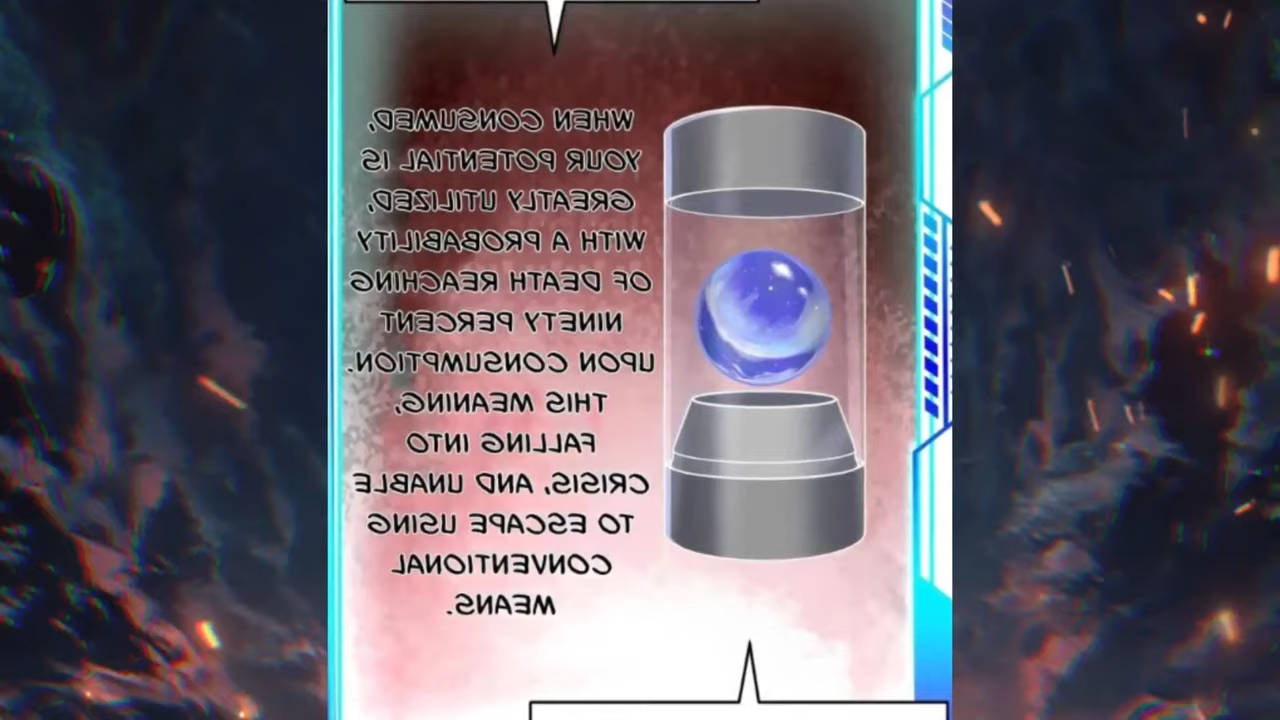 WHEN CONSUMED,
YOUR POTENTIAL IS
GREATLY UTILIZED,
WITH A PROBABILITY
OF DEATH REACHING
NINETY PERCENT
UPON CONSUMPTION.
THIS MEANING,
FALLING INTO
CRISIS, AND UNABLE
TO ESCAPE USING
CONVENTIONAL
MEANS.